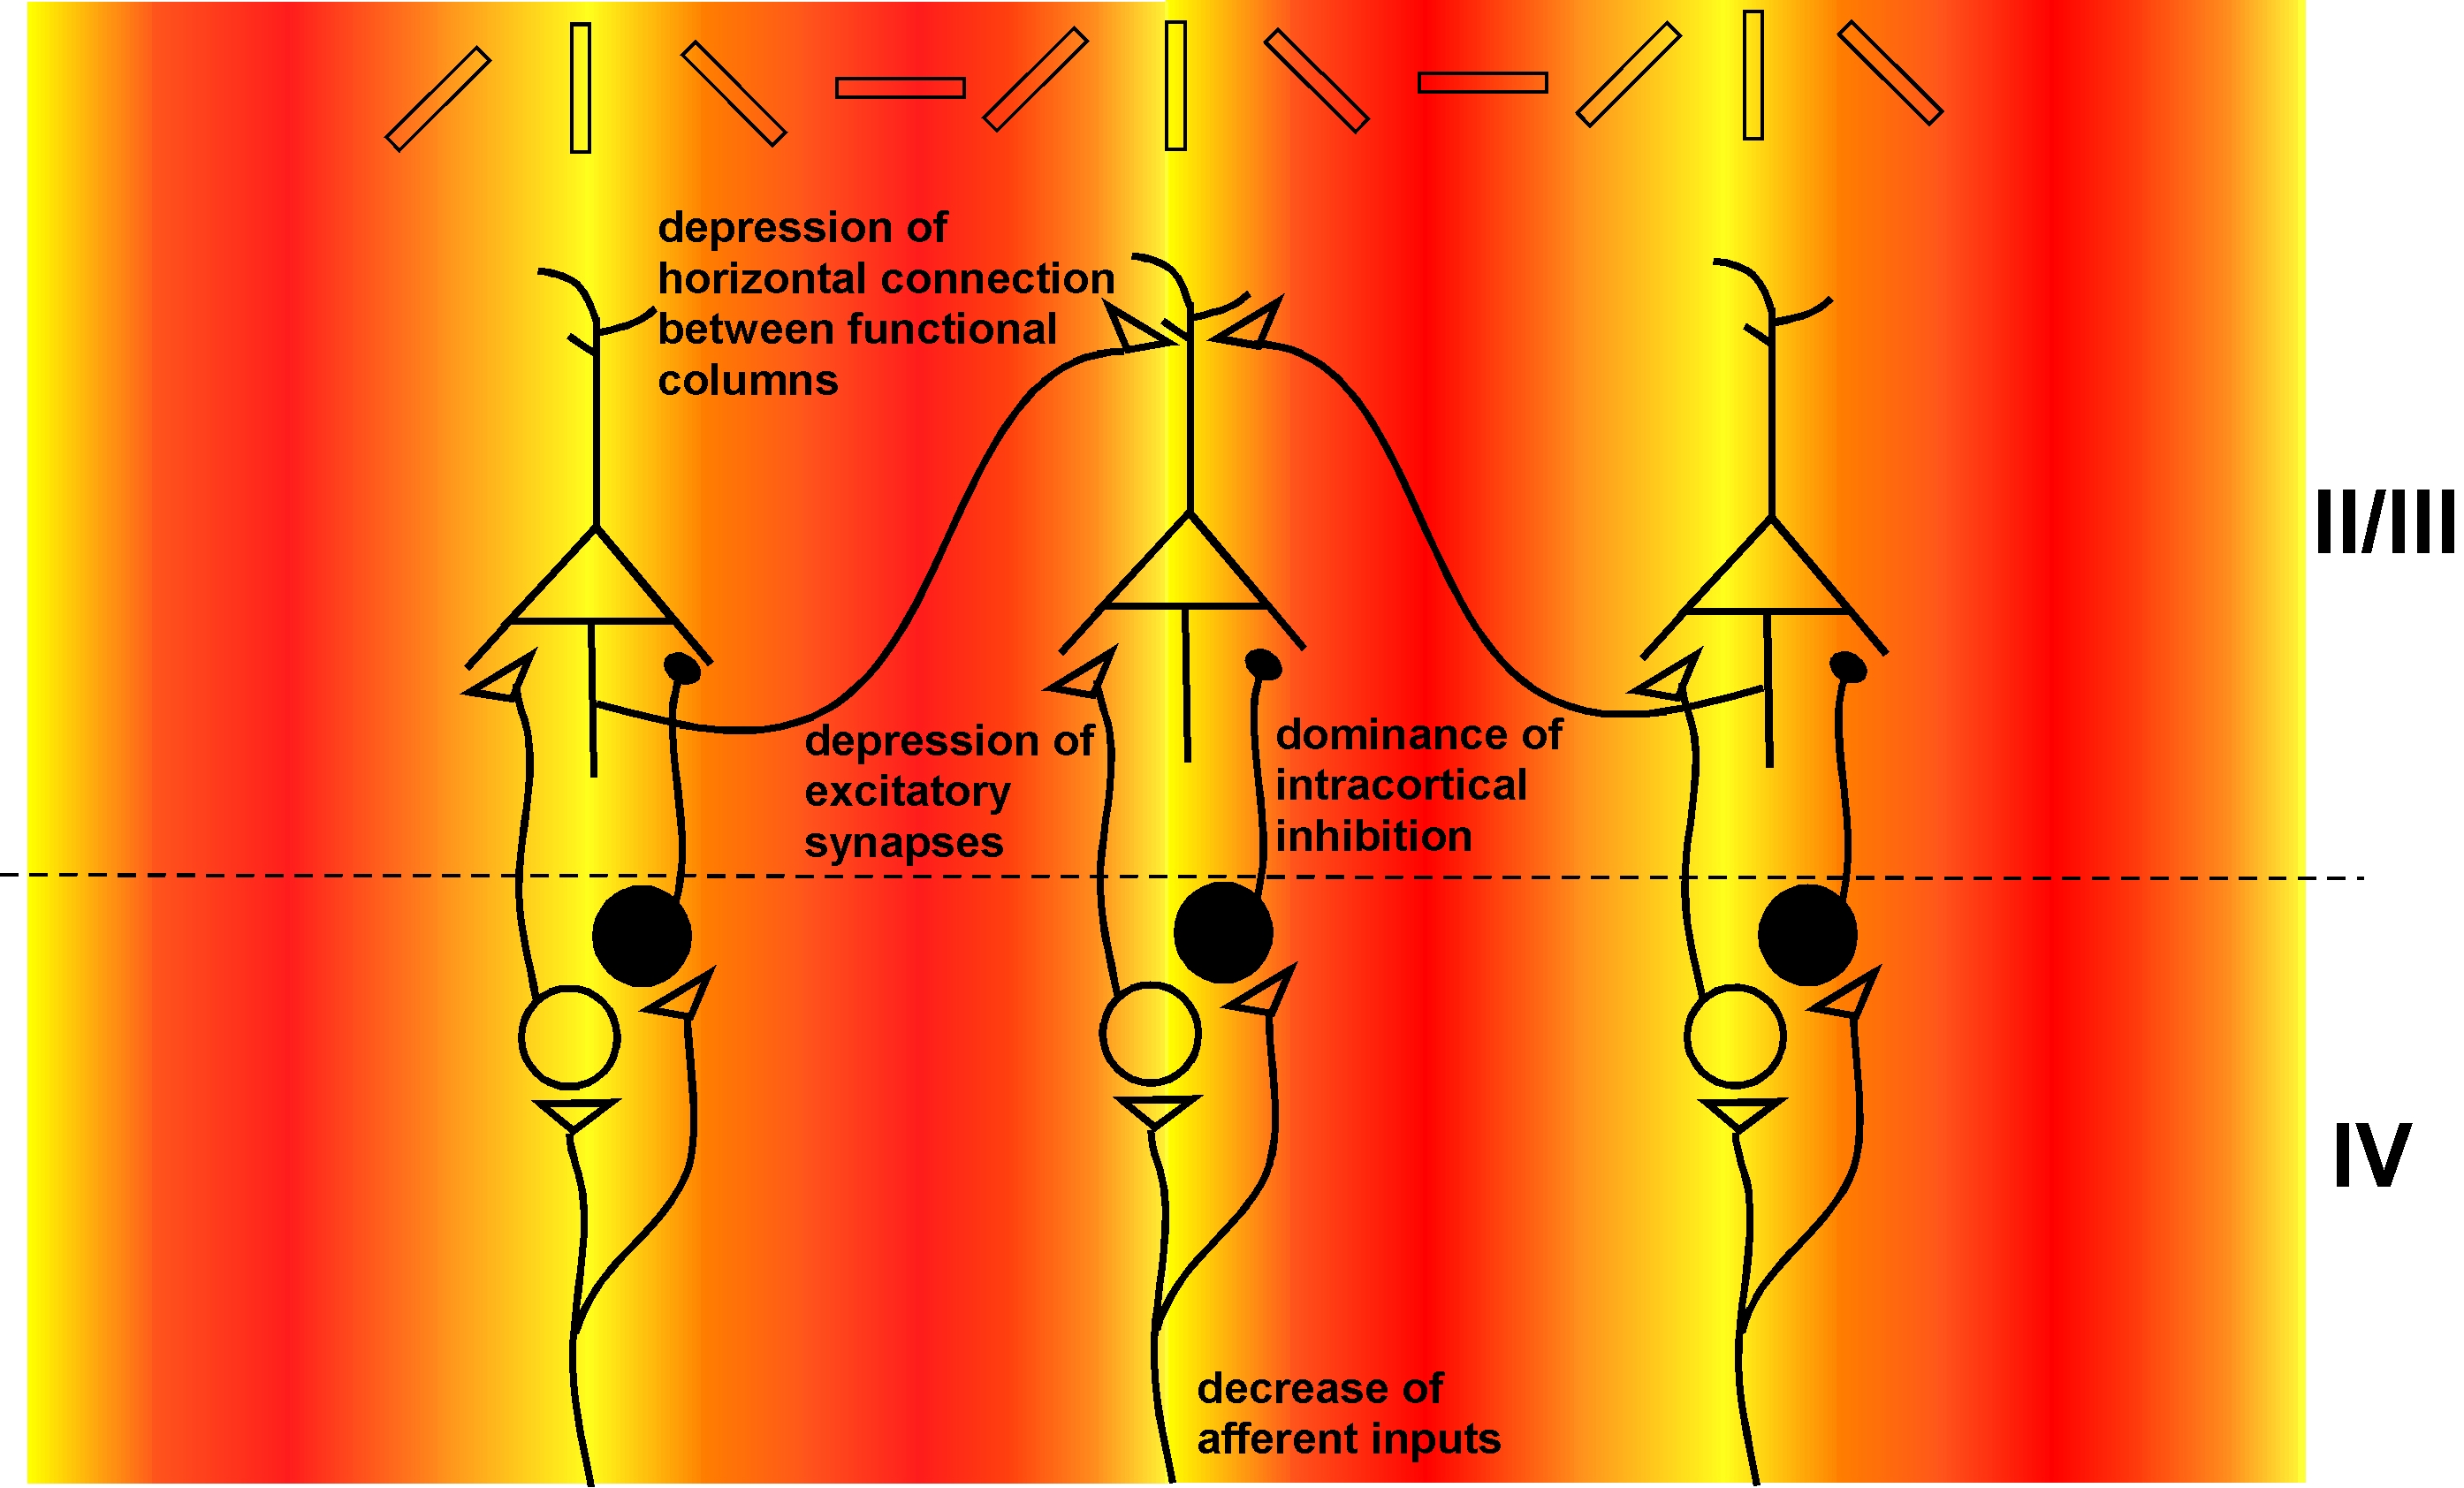 depression of
horizontal connection
between functional
columns
II/III
depression of
excitatory
synapses
dominance of
intracortical
inhibition
IV
decrease of
afferent inputs